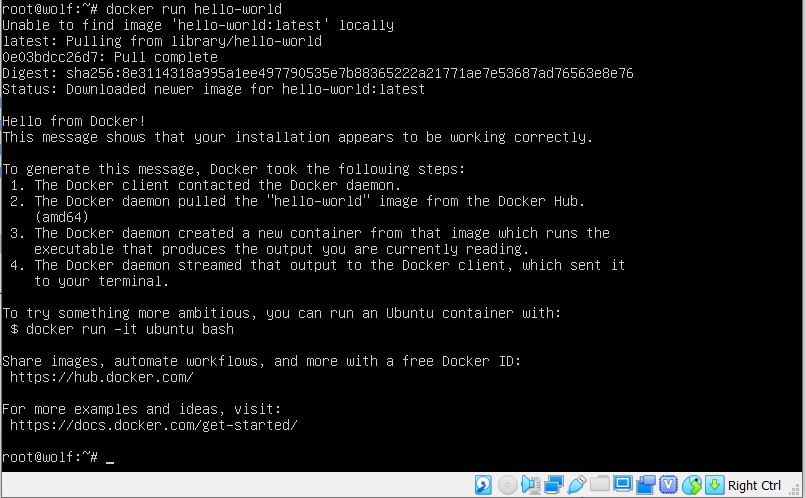 root@wolf:~# docker run hello-world
Unable to find image 'hello-world:latest' locally
latest: Pulling from library/hello-world
0e03bdcc26d7: Pull complete
Digest: sha256:8e3114318a995a1ee497790535e7b88365222a21771ae7e53687ad76563e8e76
Status: Downloaded newer image for hello-world:latest

Hello from Docker!
This message shows that your installation appears to be working correctly.

To generate this message, Docker took the following steps:
 1. The Docker client contacted the Docker daemon.
 2. The Docker daemon pulled the "hello-world" image from the Docker Hub.
    (amd64)
 3. The Docker daemon created a new container from that image which runs the
    executable that produces the output you are currently reading.
 4. The Docker daemon streamed that output to the Docker client, which sent it
    to your terminal.

To try something more ambitious, you can run an Ubuntu container with:
 $ docker run -it ubuntu bash

Share images, automate workflows, and more with a free Docker ID:
 https://hub.docker.com/

For more examples and ideas, visit:
 https://docs.docker.com/get-started/

root@wolf:~# _
Right Ctrl